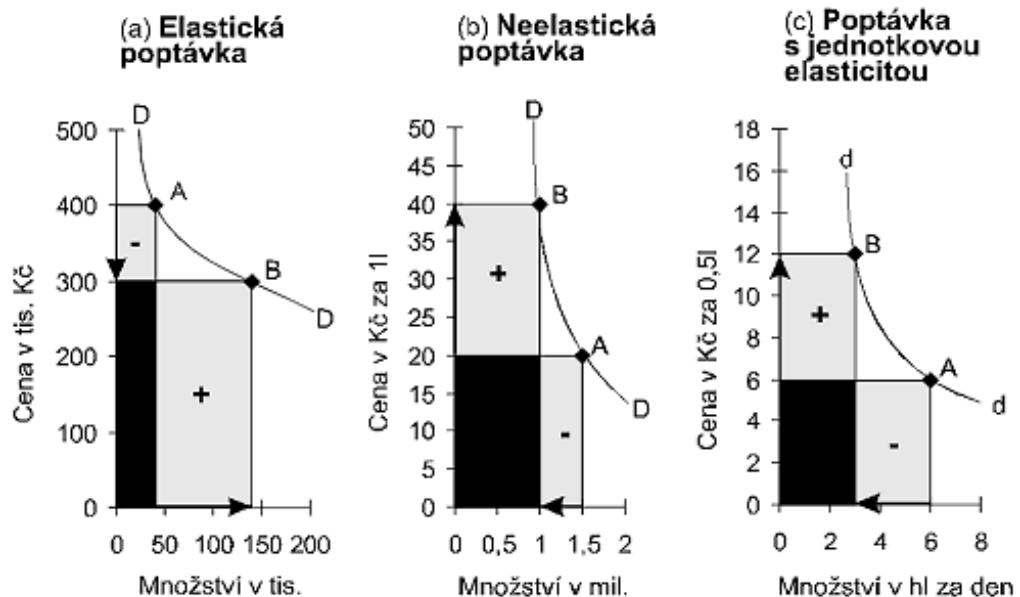 (a) Elastická
poptávka
D
500
400
300
200
100
0
A
-
B
+
D
Cena v tis. Kč
0 50 100 150 200
Množství v tis.
(b) Neelastická
poptávka
D
50
45
40
35
30
25
20
15
10
5
0
B
+
A
-
D
Cena v Kč za 1l
0 0,5 1 1,5 2
Množství v mil.
(c) Poptávka
s jednotkovou
elasticitou
18
16
14
12
10
8
6
4
2
0
d
B
+
A
-
d
Cena v Kč za 0,5l
0 2 4 6 8
Množství v hl za den